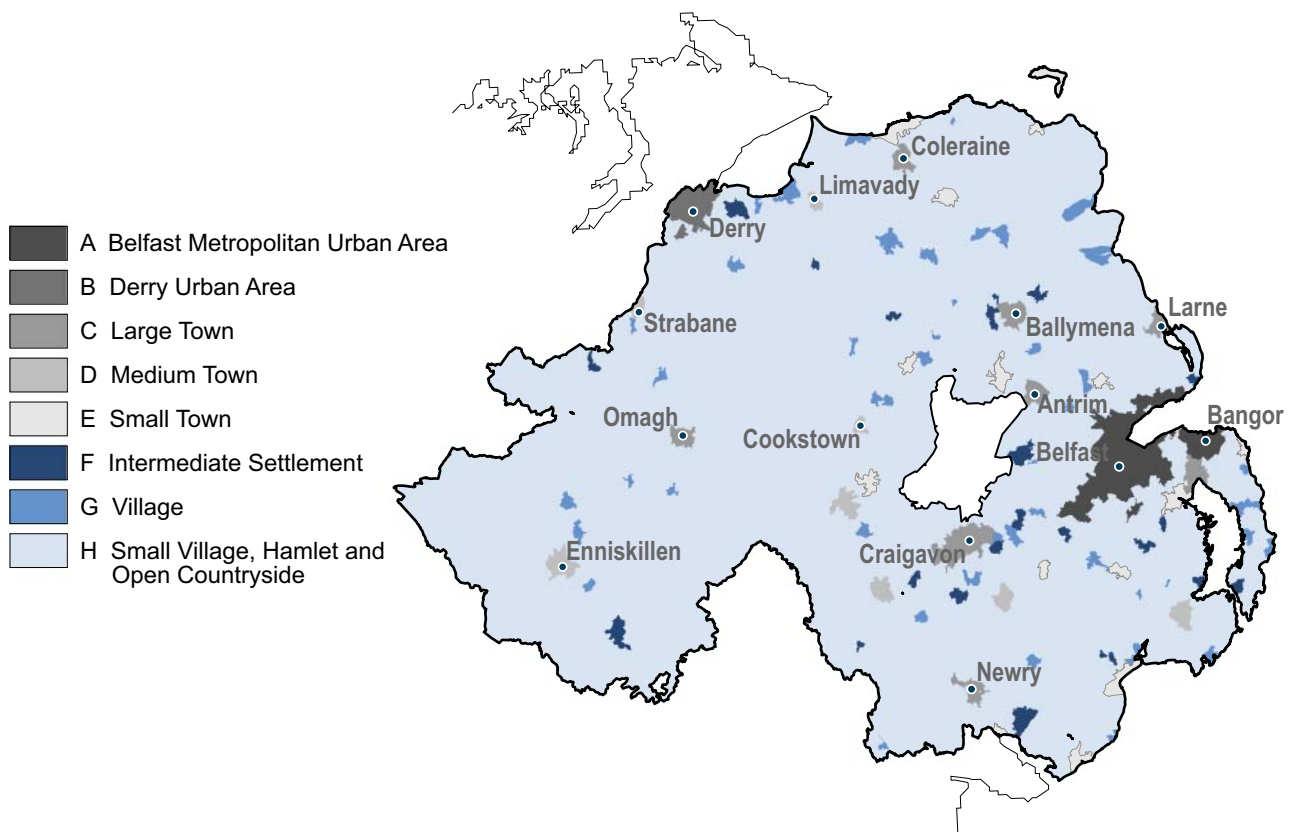 A Belfast Metropolitan Urban Area
B Derry Urban Area
C Large Town
D Medium Town
E Small Town
F Intermediate Settlement
G Village
H Small Village, Hamlet and
Open Countryside
Coleraine
Limavady
Derry
Strabane
Larne
Ballymena
Antrim
Bangor
Omagh
Cookstown
Belfast
Enniskillen
Craigavon
Newry